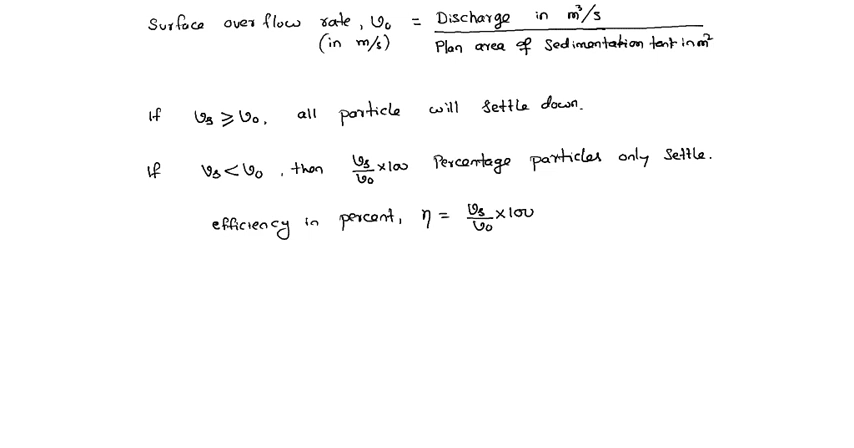 Surface over flow rate, v₀ = Discharge in m³/s
(in m/s) Plan area of Sedimentation tank in m²
If vₛ ⩾ v₀, all particle will settle down.
If vₛ < v₀, then vₛ/v₀ × 100 Percentage particles only settle.
efficiency in percent, η = vₛ/v₀ × 100